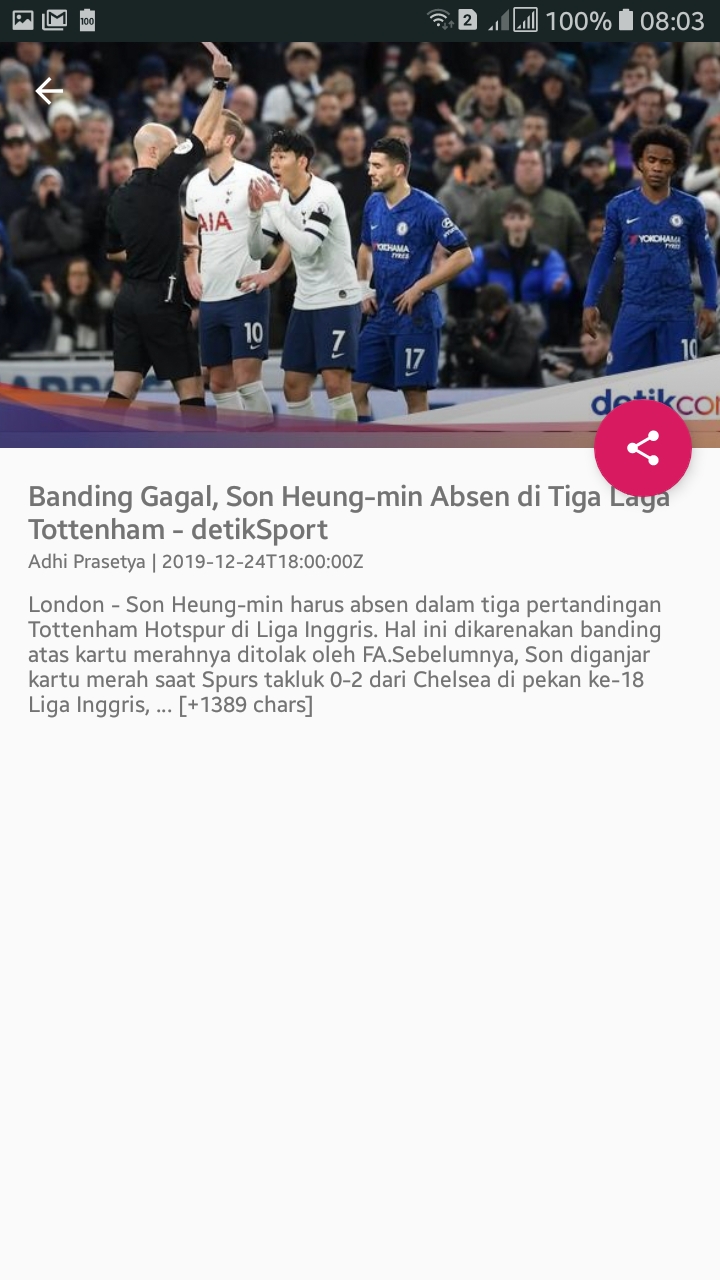 100
2
100%
08:03
AIA
10
7
YOKOHAMA
TYRES
17
YOKOHAMA
TYRES
10
detikcom
Banding Gagal, Son Heung-min Absen di Tiga Laga
Tottenham - detikSport
Adhi Prasetya | 2019-12-24T18:00:00Z
London - Son Heung-min harus absen dalam tiga pertandingan
Tottenham Hotspur di Liga Inggris. Hal ini dikarenakan banding
atas kartu merahnya ditolak oleh FA.Sebelumnya, Son diganjar
kartu merah saat Spurs takluk 0-2 dari Chelsea di pekan ke-18
Liga Inggris, ... [+1389 chars]